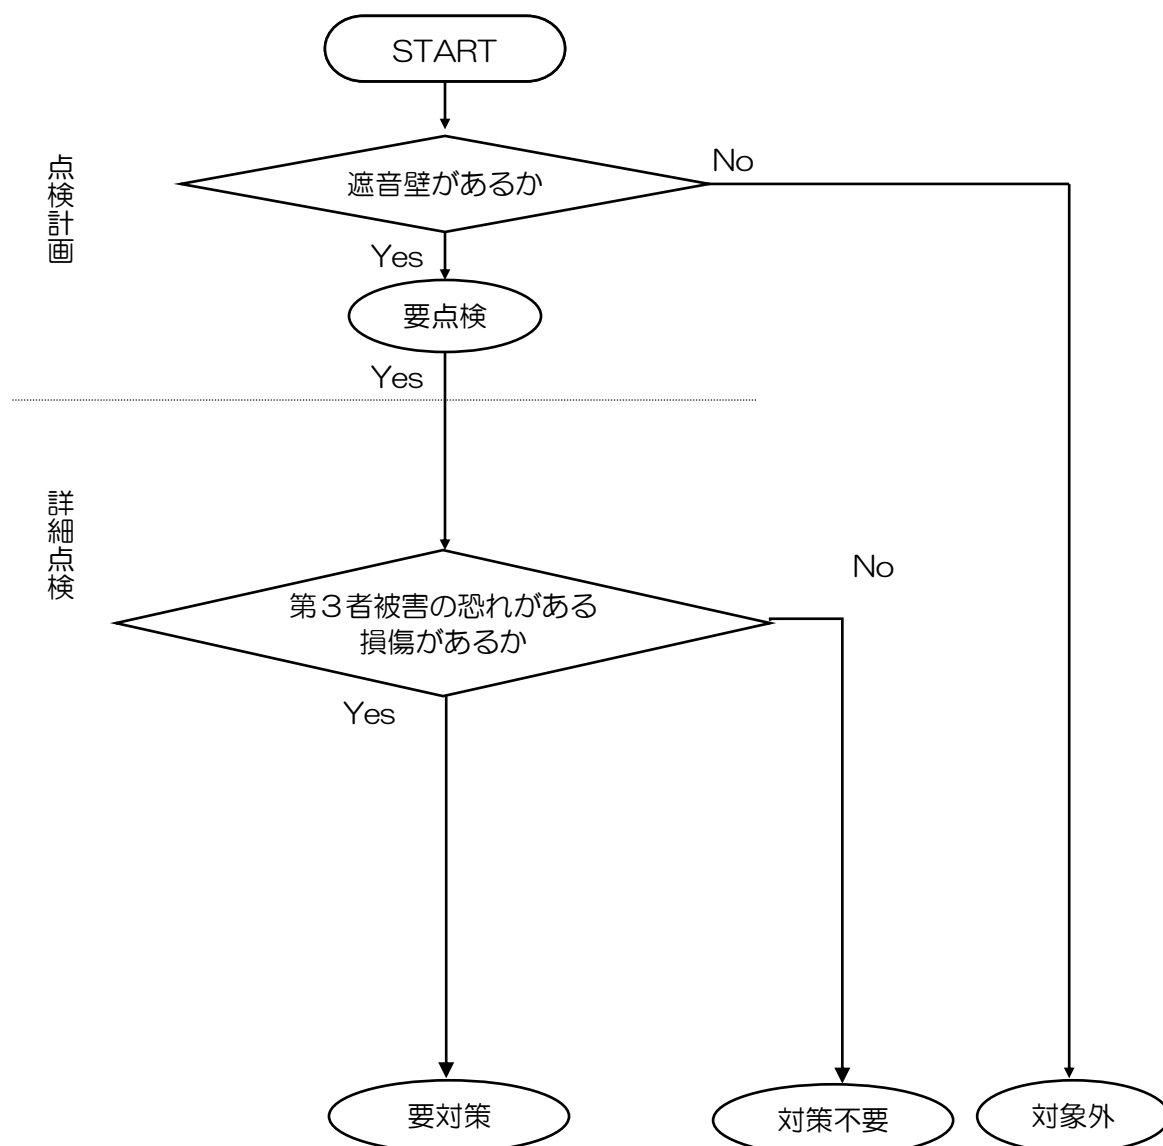 START
遮音壁があるか
No
点検計画
Yes
要点検
Yes
詳細点検
No
第３者被害の恐れがある
損傷があるか
Yes
要対策
対策不要
対象外